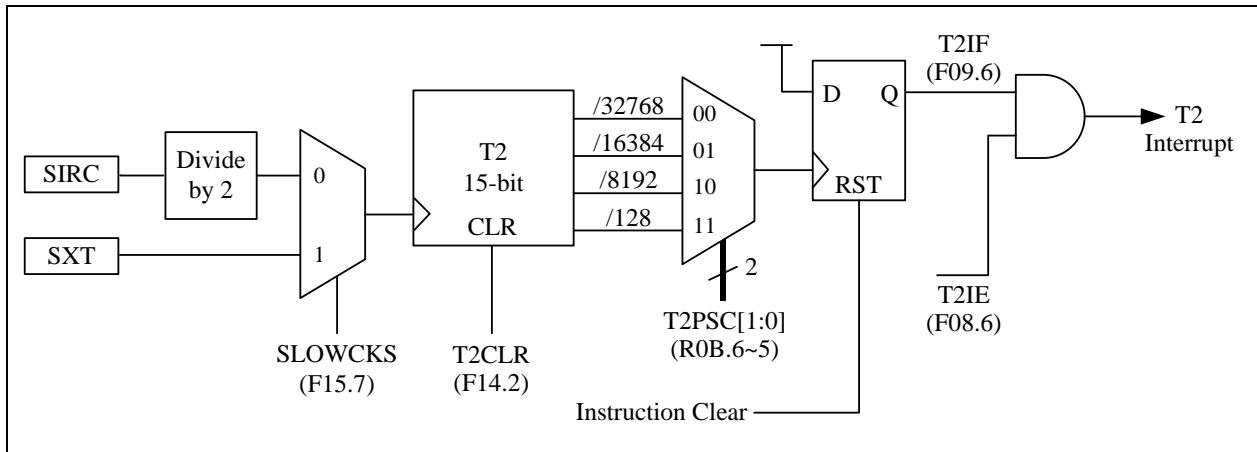 SIRC
Divide
by 2
SXT
0
1
SLOWCKS
(F15.7)
T2
15-bit
CLR
T2CLR
(F14.2)
/32768
/16384
/8192
/128
00
01
10
11
2
T2PSC[1:0]
(R0B.6~5)
D
Q
RST
Instruction Clear
T2IF
(F09.6)
T2IE
(F08.6)
T2
Interrupt